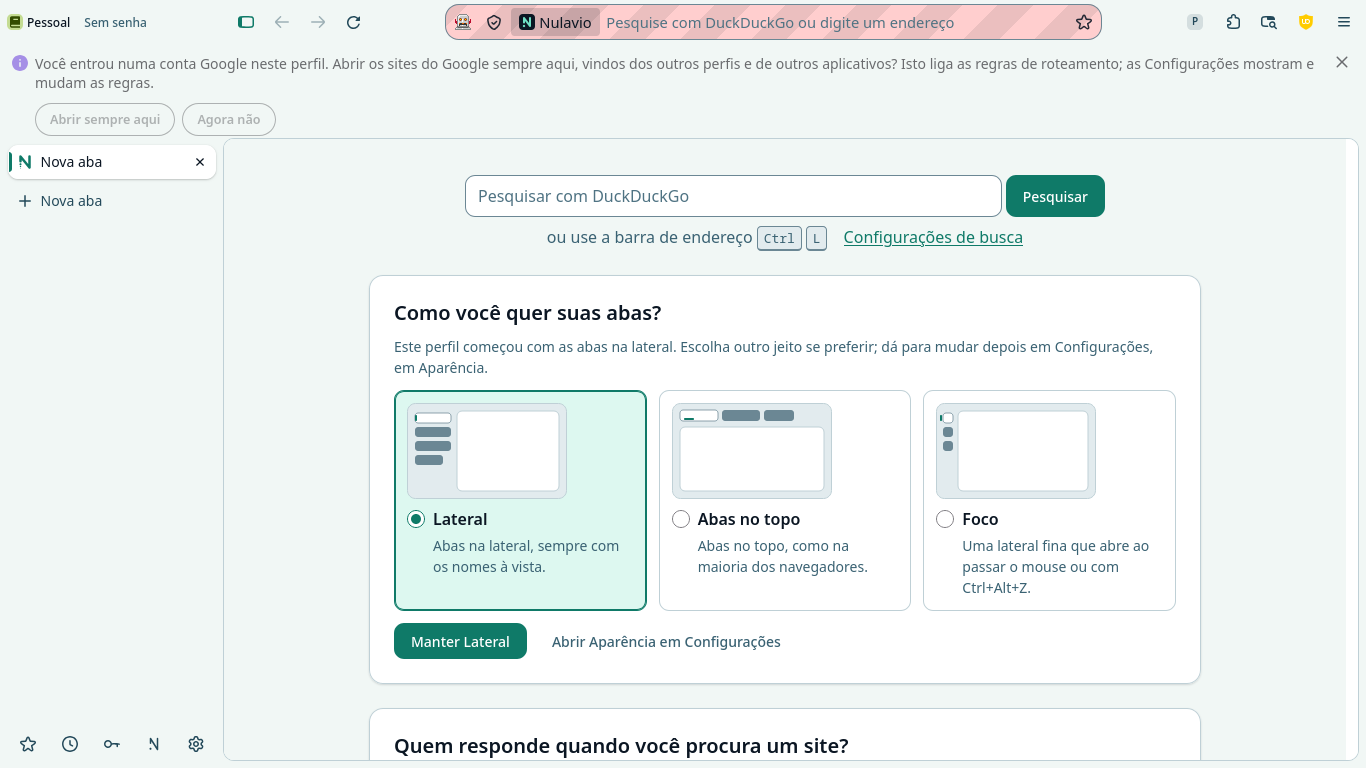 Pessoal
Sem senha
Nulavio
Pesquise com DuckDuckGo ou digite um endereço
P
Você entrou numa conta Google neste perfil. Abrir os sites do Google sempre aqui, vindos dos outros perfis e de outros aplicativos? Isto liga as regras de roteamento; as Configurações mostram e
mudam as regras.
Abrir sempre aqui
Agora não
Nova aba
Nova aba
Pesquisar com DuckDuckGo
Pesquisar
ou use a barra de endereço Ctrl L Configurações de busca
Como você quer suas abas?
Este perfil começou com as abas na lateral. Escolha outro jeito se preferir; dá para mudar depois em Configurações,
em Aparência.
Lateral
Abas na lateral, sempre com
os nomes à vista.
Abas no topo
Abas no topo, como na
maioria dos navegadores.
Foco
Uma lateral fina que abre ao
passar o mouse ou com
Ctrl+Alt+Z.
Manter Lateral
Abrir Aparência em Configurações
Quem responde quando você procura um site?